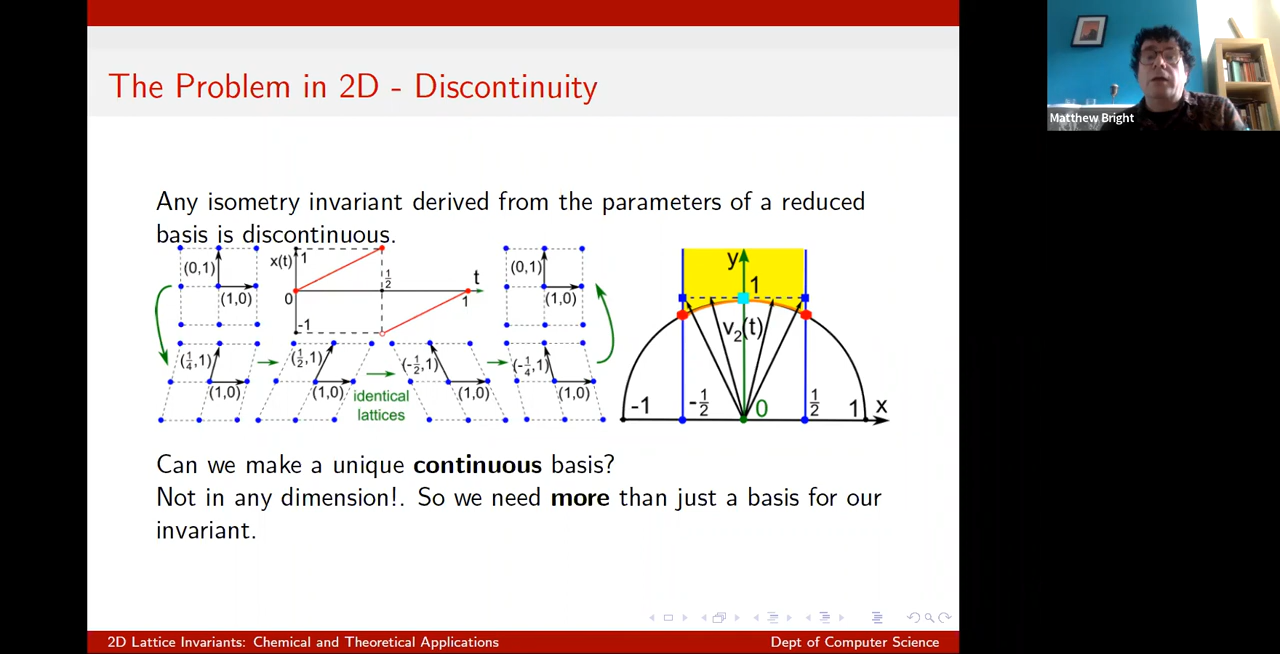 The Problem in 2D - Discontinuity
Matthew Bright
Any isometry invariant derived from the parameters of a reduced
basis is discontinuous.
(0,1)
(1,0)
x(t)
1
0
-1
1/2
t
1
(0,1)
(1,0)
(1/4,1)
(1,0)
(1/2,1)
(1,0)
identical
lattices
(-1/2,1)
(1,0)
(-1/4,1)
(1,0)
y
1
v2(t)
-1
-1/2
0
1/2
1
x
Can we make a unique continuous basis?
Not in any dimension!. So we need more than just a basis for our
invariant.
2D Lattice Invariants: Chemical and Theoretical Applications
Dept of Computer Science